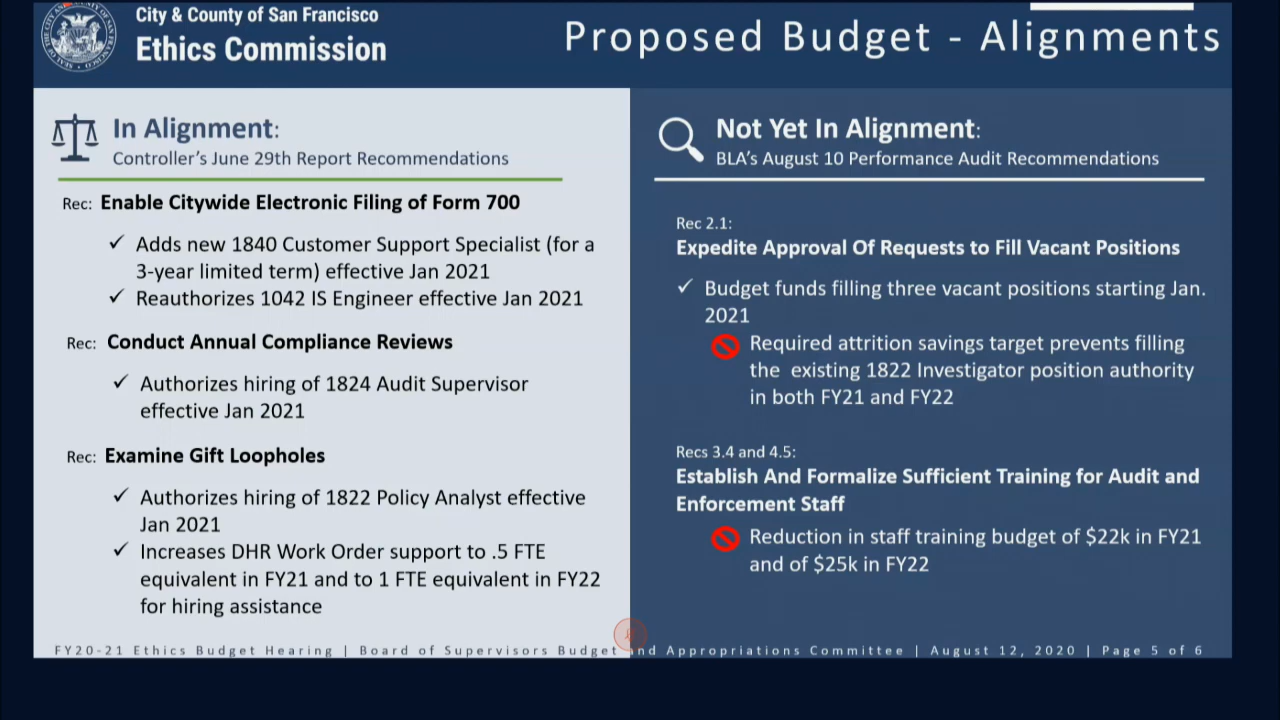 City & County of San Francisco
Ethics Commission
Proposed Budget - Alignments
In Alignment:
Controller's June 29th Report Recommendations
Rec: Enable Citywide Electronic Filing of Form 700
✓ Adds new 1840 Customer Support Specialist (for a
3-year limited term) effective Jan 2021
✓ Reauthorizes 1042 IS Engineer effective Jan 2021
Rec: Conduct Annual Compliance Reviews
✓ Authorizes hiring of 1824 Audit Supervisor
effective Jan 2021
Rec: Examine Gift Loopholes
✓ Authorizes hiring of 1822 Policy Analyst effective
Jan 2021
✓ Increases DHR Work Order support to .5 FTE
equivalent in FY21 and to 1 FTE equivalent in FY22
for hiring assistance
Not Yet In Alignment:
BLA's August 10 Performance Audit Recommendations
Rec 2.1:
Expedite Approval Of Requests to Fill Vacant Positions
✓ Budget funds filling three vacant positions starting Jan.
2021
Required attrition savings target prevents filling
the existing 1822 Investigator position authority
in both FY21 and FY22
Recs 3.4 and 4.5:
Establish And Formalize Sufficient Training for Audit and
Enforcement Staff
Reduction in staff training budget of $22k in FY21
and of $25k in FY22
FY20-21 Ethics Budget Hearing | Board of Supervisors Budget and Appropriations Committee | August 12, 2020 | Page 5 of 6